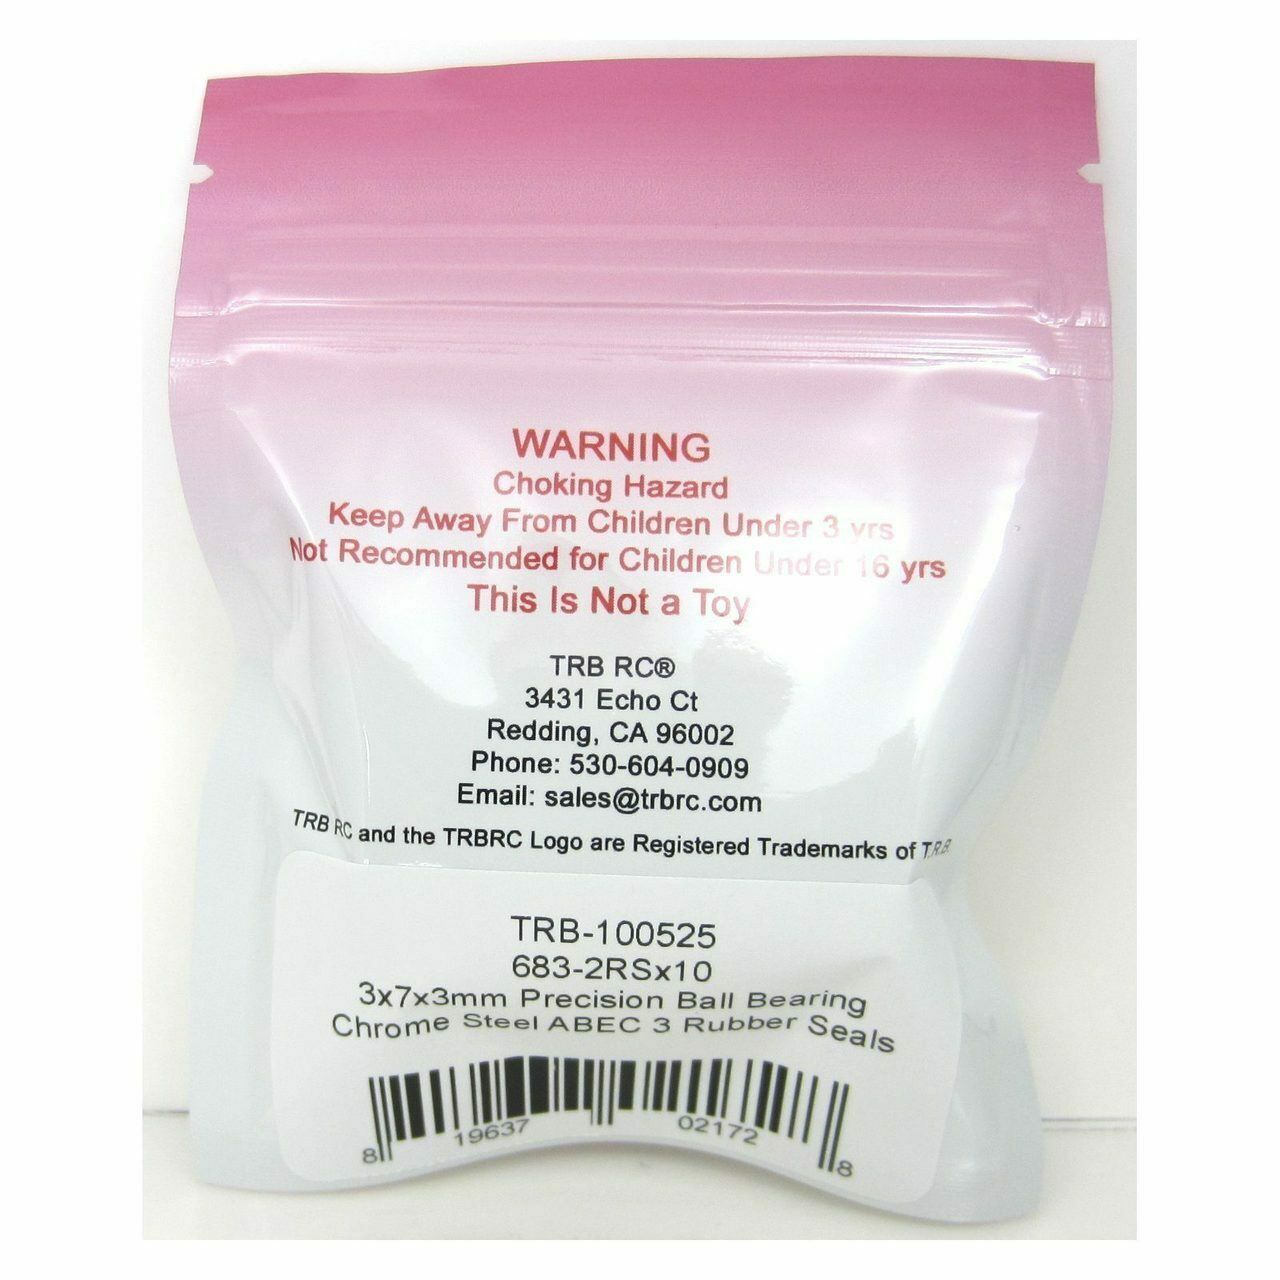 WARNING
Choking Hazard
Keep Away From Children Under 3 yrs
Not Recommended for Children Under 16 yrs
This Is Not a Toy
TRB RC®
3431 Echo Ct
Redding, CA 96002
Phone: 530-604-0909
Email: sales@trbrc.com
TRB RC and the TRBRC Logo are Registered Trademarks of T.R.B.
TRB-100525
683-2RSx10
3x7x3mm Precision Ball Bearing
Chrome Steel ABEC 3 Rubber Seals
8 19637 02172 8